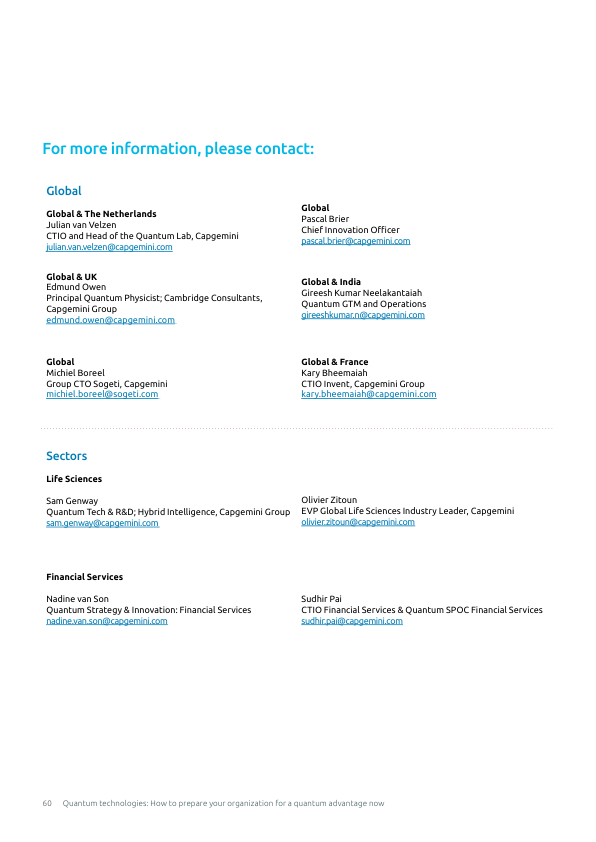 For more information, please contact:
Global
Global & The Netherlands
Julian van Velzen
CTIO and Head of the Quantum Lab, Capgemini
julian.van.velzen@capgemini.com
Global
Pascal Brier
Chief Innovation Officer
pascal.brier@capgemini.com
Global & UK
Edmund Owen
Principal Quantum Physicist; Cambridge Consultants,
Capgemini Group
edmund.owen@capgemini.com
Global & India
Gireesh Kumar Neelakantaiah
Quantum GTM and Operations
gireeshkumar.n@capgemini.com
Global
Michiel Boreel
Group CTO Sogeti, Capgemini
michiel.boreel@sogeti.com
Global & France
Kary Bheemaiah
CTIO Invent, Capgemini Group
kary.bheemaiah@capgemini.com
Sectors
Life Sciences
Sam Genway
Quantum Tech & R&D; Hybrid Intelligence, Capgemini Group
sam.genway@capgemini.com
Olivier Zitoun
EVP Global Life Sciences Industry Leader, Capgemini
olivier.zitoun@capgemini.com
Financial Services
Nadine van Son
Quantum Strategy & Innovation: Financial Services
nadine.van.son@capgemini.com
Sudhir Pai
CTIO Financial Services & Quantum SPOC Financial Services
sudhir.pai@capgemini.com
60 Quantum technologies: How to prepare your organization for a quantum advantage now